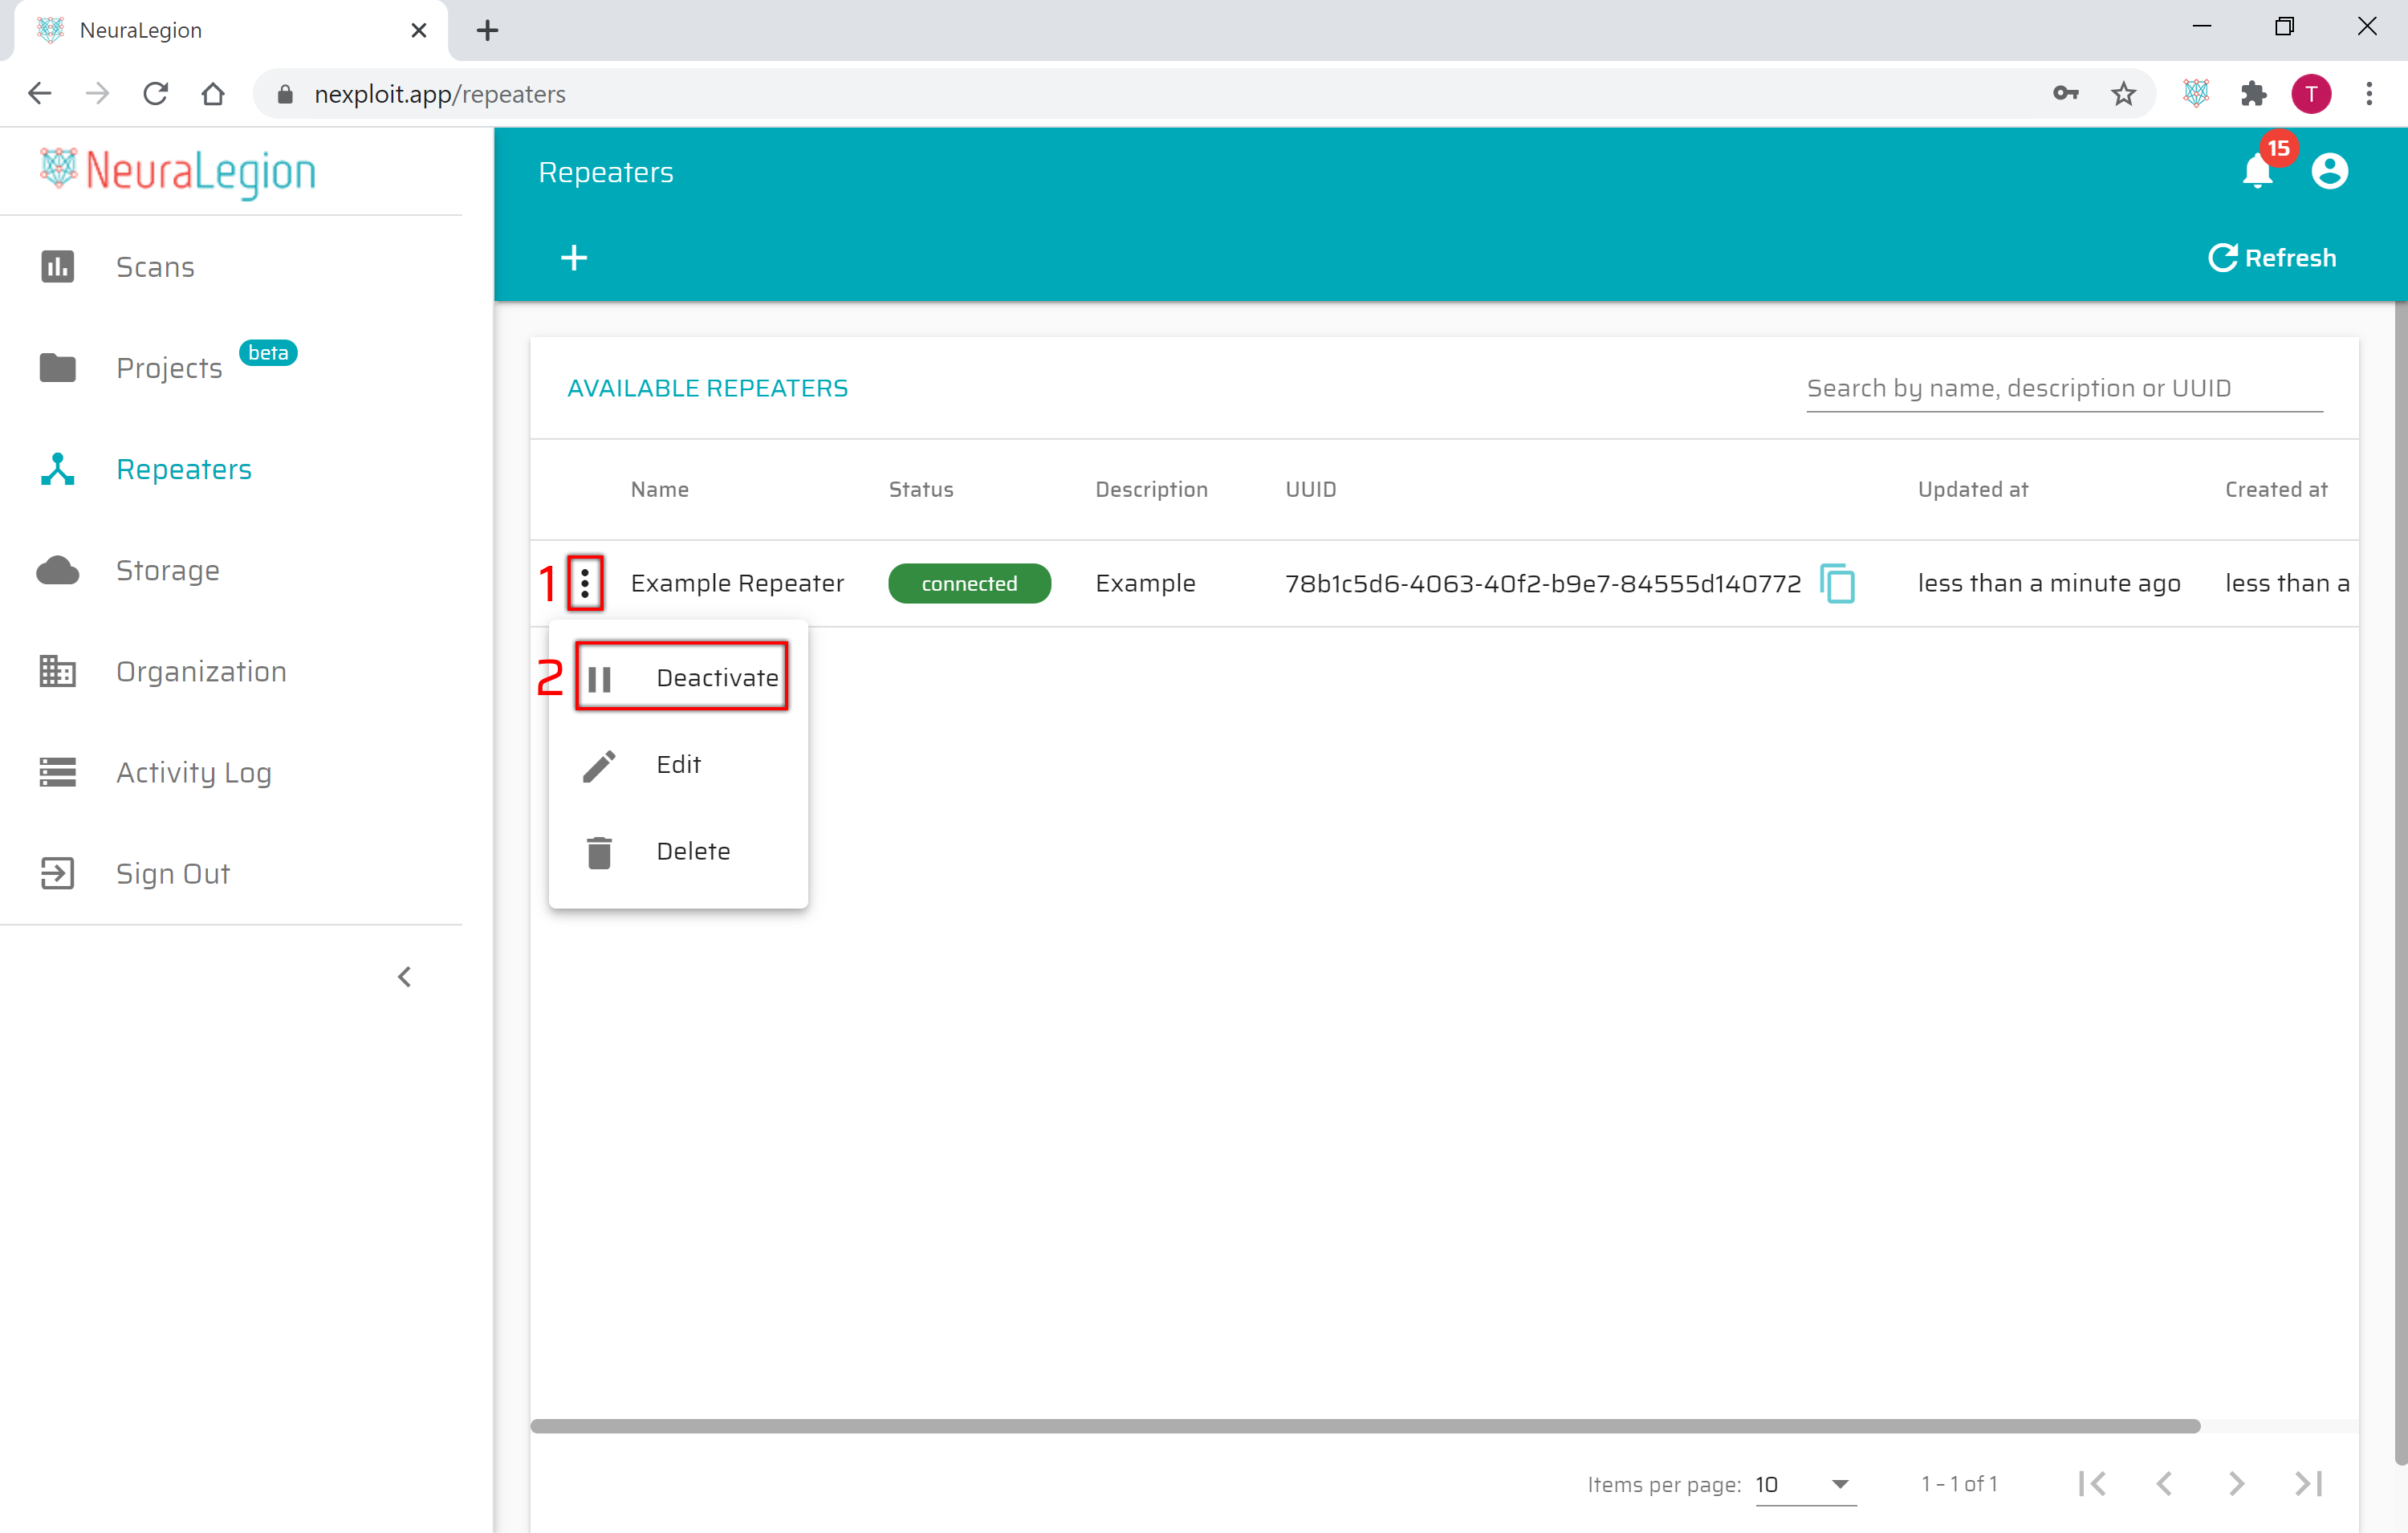 NeuraLegion
nexploit.app/repeaters
T
NeuraLegion
Repeaters
15
Refresh
Scans
Projects beta
Repeaters
Storage
Organization
Activity Log
Sign Out
AVAILABLE REPEATERS
Search by name, description or UUID
Name Status Description UUID Updated at Created at
1 Example Repeater connected Example 78b1c5d6-4063-40f2-b9e7-84555d140772 less than a minute ago less than a
2 Deactivate
Edit
Delete
Items per page: 10 1 – 1 of 1